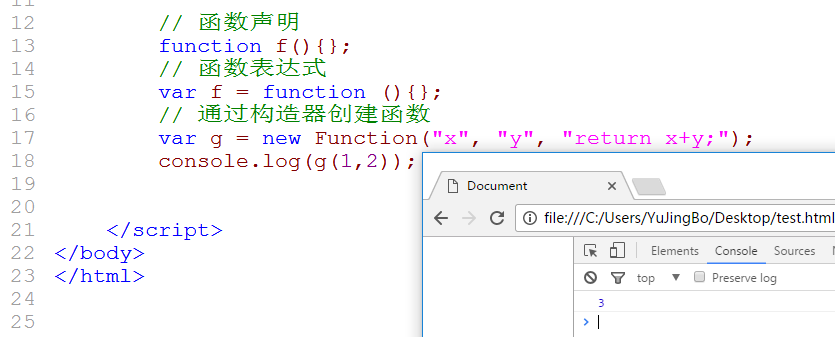 11
12 // 函数声明
13 function f(){};
14 // 函数表达式
15 var f = function (){};
16 // 通过构造器创建函数
17 var g = new Function("x", "y", "return x+y;");
18 console.log(g(1,2));
19
20
21 </script>
22 </body>
23 </html>
24
25
Document
file:///C:/Users/YuJingBo/Desktop/test.html
Elements Console Sources
top Preserve log
3